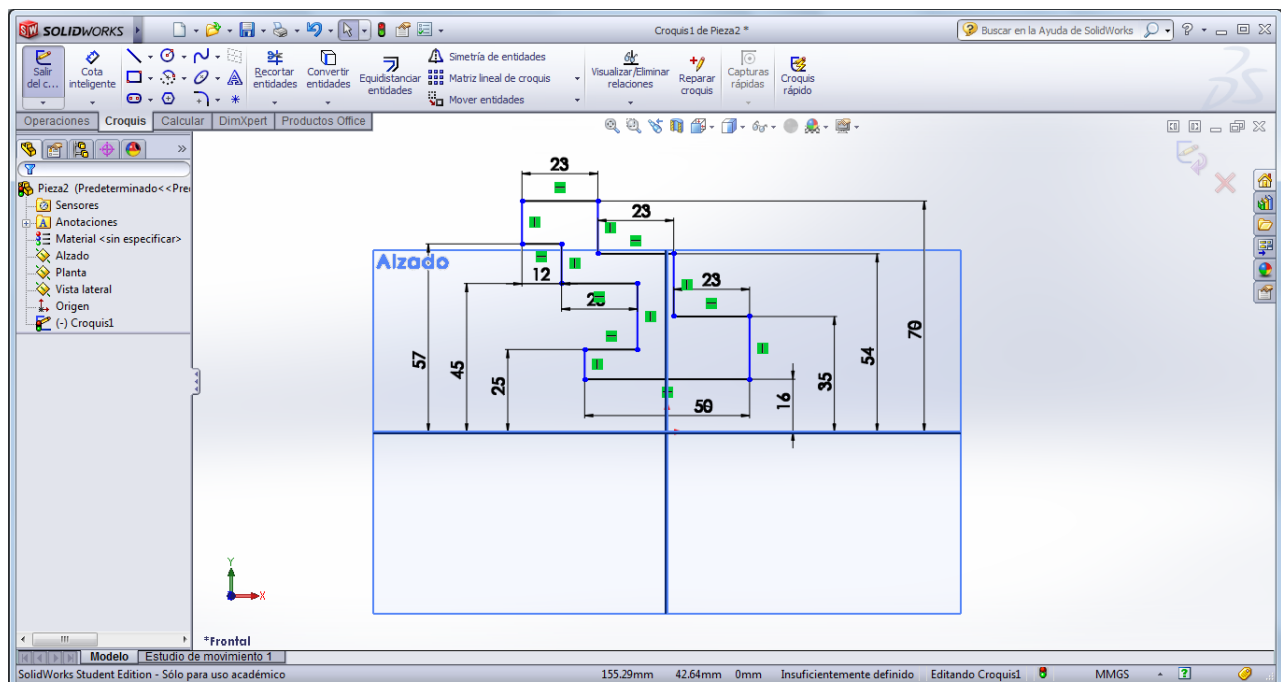 SOLIDWORKS
Croquis1 de Pieza2 *
Buscar en la Ayuda de SolidWorks
Salir del c...
Cota inteligente
Recortar entidades
Convertir entidades
Equidistanciar entidades
Simetría de entidades
Matriz lineal de croquis
Mover entidades
Visualizar/Eliminar relaciones
Reparar croquis
Capturas rápidas
Croquis rápido
Operaciones Croquis Calcular DimXpert Productos Office
Pieza2 (Predeterminado<<Pre
Sensores
Anotaciones
Material <sin especificar>
Alzado
Planta
Vista lateral
Origen
(-) Croquis1
Alzado
23
23
12
23
57
45
25
50
16
35
54
70
Y
X
*Frontal
Modelo Estudio de movimiento 1
SolidWorks Student Edition - Sólo para uso académico
155.29mm 42.64mm 0mm Insuficientemente definido Editando Croquis1 MMGS